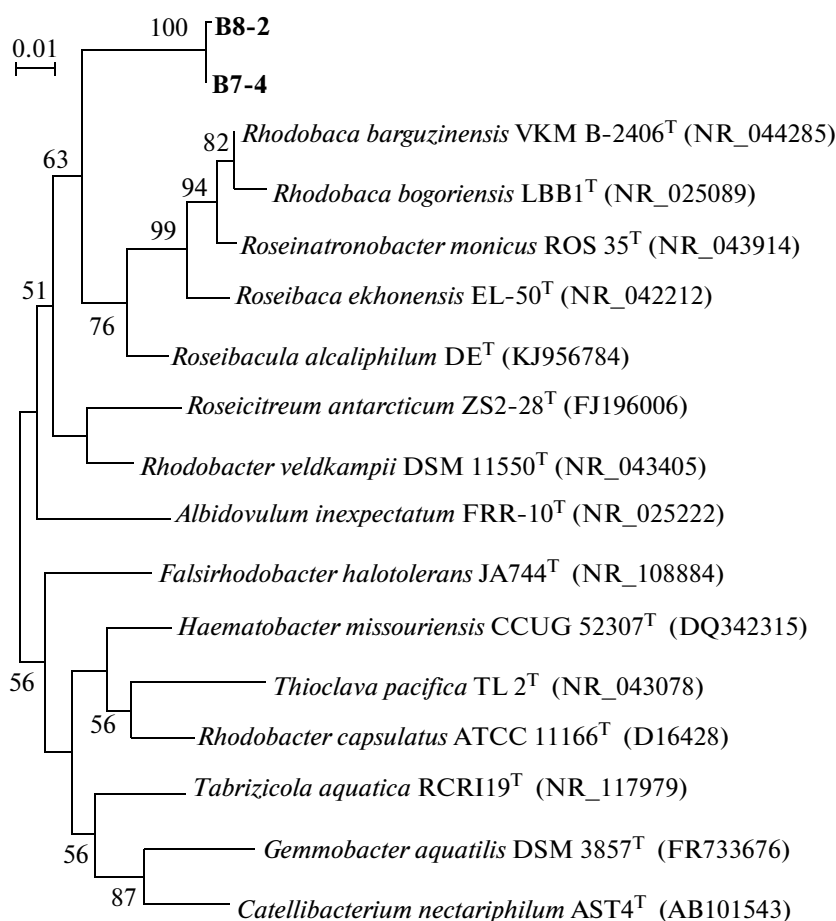 100 B8-2
0.01
B7-4
82 Rhodobaca barguzinensis VKM B-2406ᵀ (NR_044285)
63
94 Rhodobaca bogoriensis LBB1ᵀ (NR_025089)
99 Roseinatronobacter monicus ROS 35ᵀ (NR_043914)
51 Roseibaca ekhonensis EL-50ᵀ (NR_042212)
76
Roseibacula alcaliphilum DEᵀ (KJ956784)
Roseicitreum antarcticum ZS2-28ᵀ (FJ196006)
Rhodobacter veldkampii DSM 11550ᵀ (NR_043405)
Albidovulum inexpectatum FRR-10ᵀ (NR_025222)
Falsirhodobacter halotolerans JA744ᵀ (NR_108884)
Haematobacter missouriensis CCUG 52307ᵀ (DQ342315)
56
Thioclava pacifica TL 2ᵀ (NR_043078)
56
Rhodobacter capsulatus ATCC 11166ᵀ (D16428)
Tabrizicola aquatica RCRI19ᵀ (NR_117979)
56
Gemmobacter aquatilis DSM 3857ᵀ (FR733676)
87
Catellibacterium nectariphilum AST4ᵀ (AB101543)